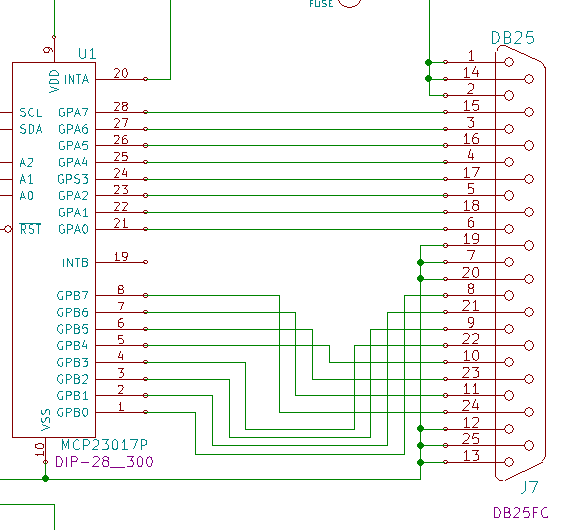 FUSE
DB25
U1
9
VDD
INTA 20
SCL GPA7 28
SDA GPA6 27
GPA5 26
A2 GPA4 25
A1 GPS3 24
A0 GPA2 23
GPA1 22
RST GPA0 21
INTB 19
GPB7 8
GPB6 7
GPB5 6
GPB4 5
GPB3 4
GPB2 3
GPB1 2
GPB0 1
VSS
10
MCP23017P
DIP-28__300
1
14
2
15
3
16
4
17
5
18
6
19
7
20
8
21
9
22
10
23
11
24
12
25
13
J7
DB25FC